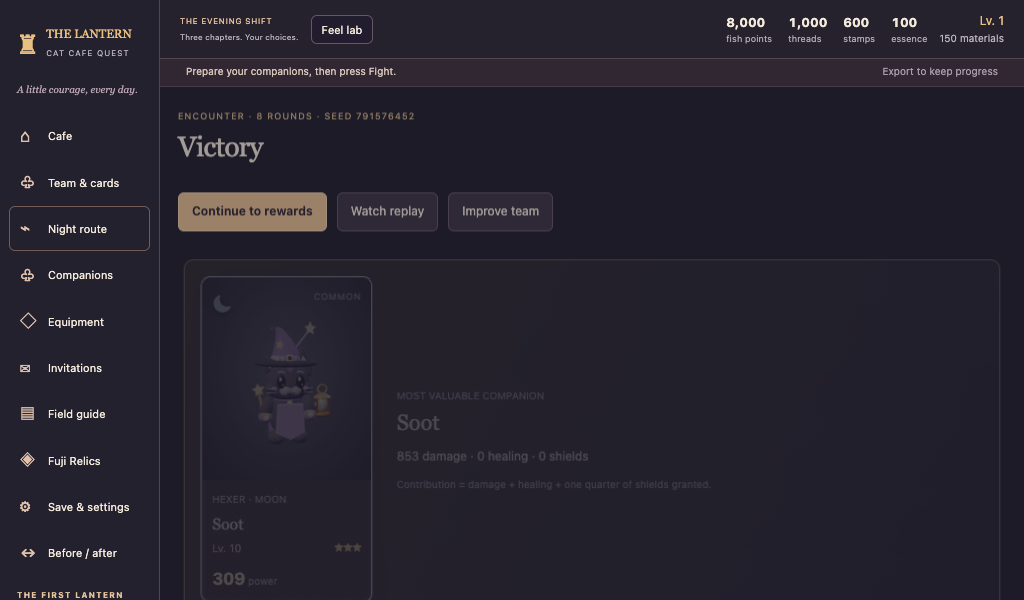 THE LANTERN
CAT CAFE QUEST
A little courage, every day.
Cafe
Team & cards
Night route
Companions
Equipment
Invitations
Field guide
Fuji Relics
Save & settings
Before / after
THE FIRST LANTERN
THE EVENING SHIFT
Three chapters. Your choices.
Feel lab
8,000
fish points
1,000
threads
600
stamps
100
essence
Lv. 1
150 materials
Prepare your companions, then press Fight.
Export to keep progress
ENCOUNTER · 8 ROUNDS · SEED 791576452
Victory
Continue to rewards
Watch replay
Improve team
COMMON
HEXER · MOON
Soot
Lv. 10
309 power
MOST VALUABLE COMPANION
Soot
853 damage · 0 healing · 0 shields
Contribution = damage + healing + one quarter of shields granted.